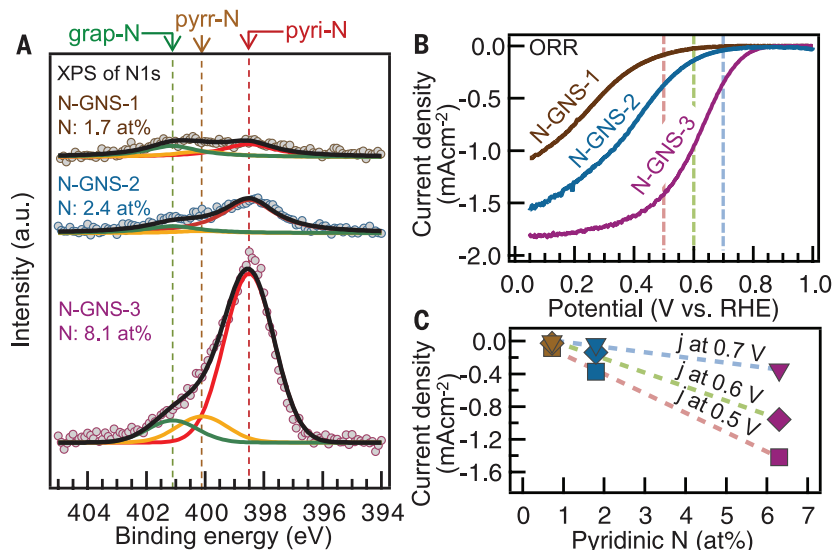 A
grap-N
pyrr-N
pyri-N
XPS of N1s
N-GNS-1
N: 1.7 at%
N-GNS-2
N: 2.4 at%
N-GNS-3
N: 8.1 at%
Intensity (a.u.)
404 402 400 398 396 394
Binding energy (eV)
B
ORR
N-GNS-1
N-GNS-2
N-GNS-3
Current density
(mAcm-2)
0.0
-0.5
-1.0
-1.5
-2.0
0.0 0.2 0.4 0.6 0.8 1.0
Potential (V vs. RHE)
C
j at 0.7 V
j at 0.6 V
j at 0.5 V
Current density
(mAcm-2)
0.0
-0.4
-0.8
-1.2
-1.6
0 1 2 3 4 5 6 7
Pyridinic N (at%)